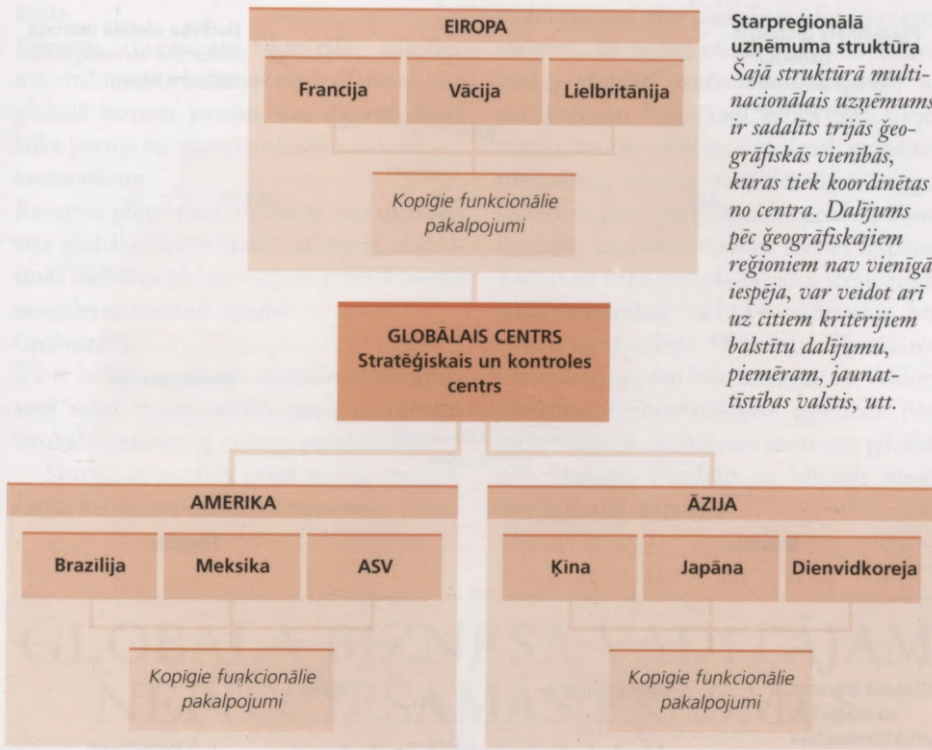 EIROPA
Francija
Vācija
Lielbritānija
Kopīgie funkcionālie
pakalpojumi
GLOBĀLAIS CENTRS
Stratēģiskais un kontroles
centrs
AMERIKA
Brazīlija
Meksika
ASV
Kopīgie funkcionālie
pakalpojumi
ĀZIJA
Ķīna
Japāna
Dienvidkoreja
Kopīgie funkcionālie
pakalpojumi
Starpreģionālā
uzņēmuma struktūra
Šajā struktūrā multi-
nacionālais uzņēmums
ir sadalīts trijās ģeo-
grāfiskās vienībās,
kuras tiek koordinētas
no centra. Dalījums
pēc ģeogrāfiskajiem
reģioniem nav vienīgā
iespēja, var veidot arī
uz citiem kritērijiem
balstītu dalījumu,
piemēram, jaunat-
tīstības valstis, utt.